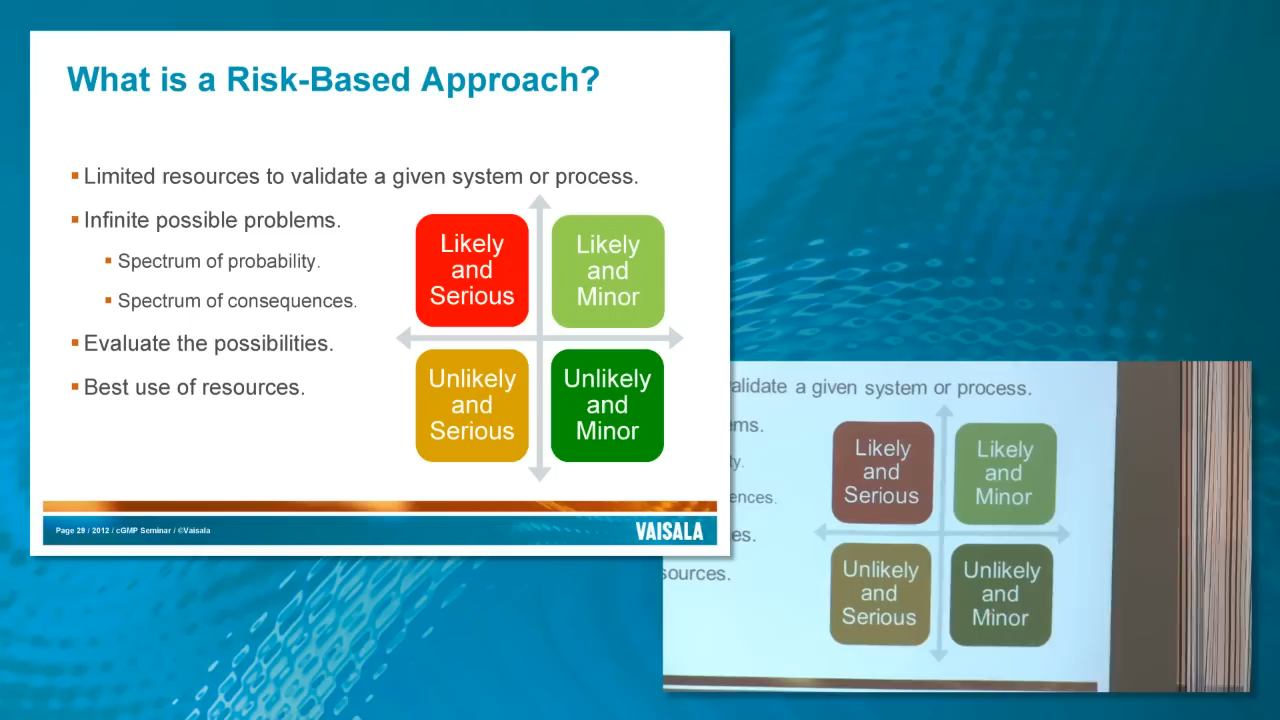 What is a Risk-Based Approach?
Limited resources to validate a given system or process.
Infinite possible problems.
Spectrum of probability.
Spectrum of consequences.
Evaluate the possibilities.
Best use of resources.
Likely
and
Serious
Likely
and
Minor
Unlikely
and
Serious
Unlikely
and
Minor
Page 29 / 2012 / cGMP Seminar / ©Vaisala
VAISALA
alidate a given system or process.
ms.
ty.
ences.
es.
sources.
Likely
and
Serious
Likely
and
Minor
Unlikely
and
Serious
Unlikely
and
Minor